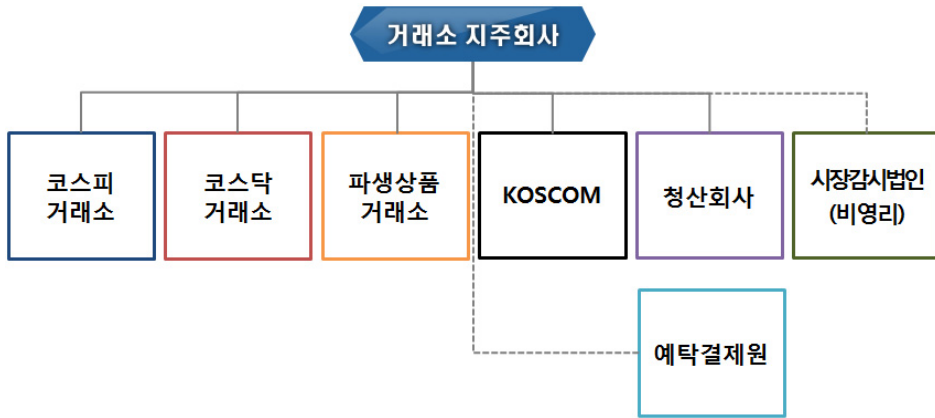 거래소 지주회사
코스피
거래소
코스닥
거래소
파생상품
거래소
KOSCOM
청산회사
시장감시법인
(비영리)
예탁결제원